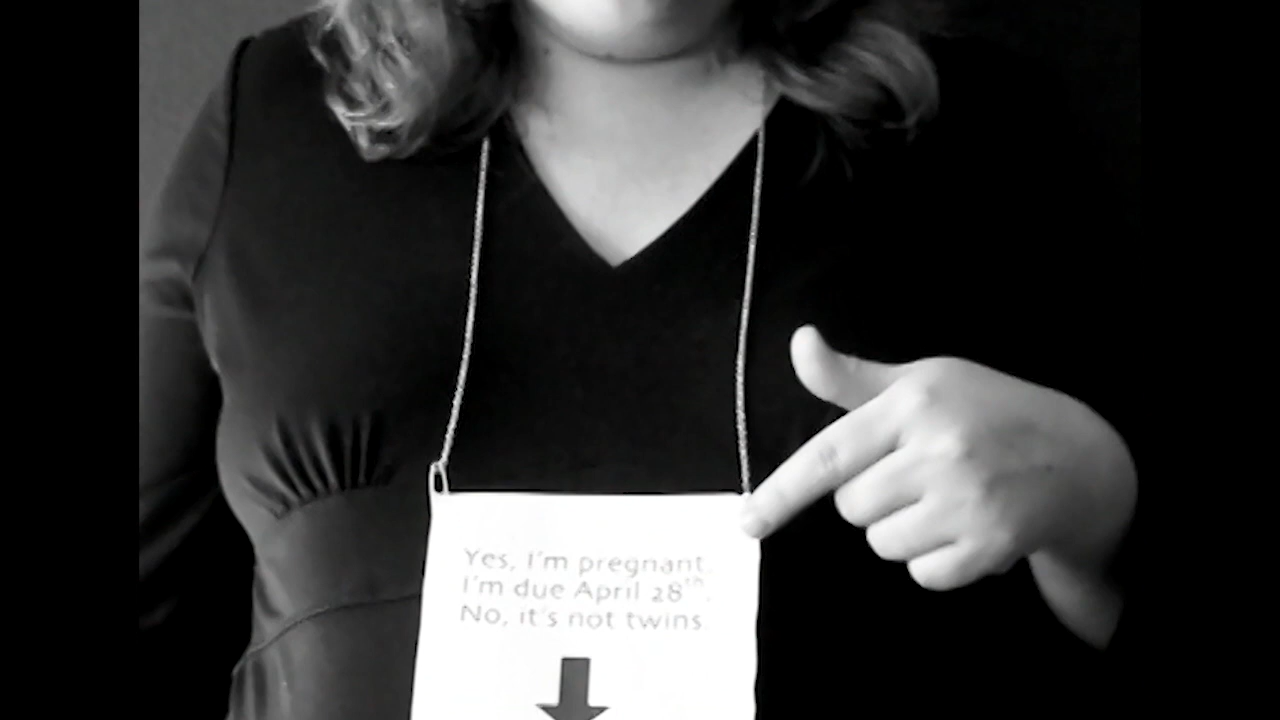 Yes, I'm pregnant.
I'm due April 28th.
No, it's not twins.